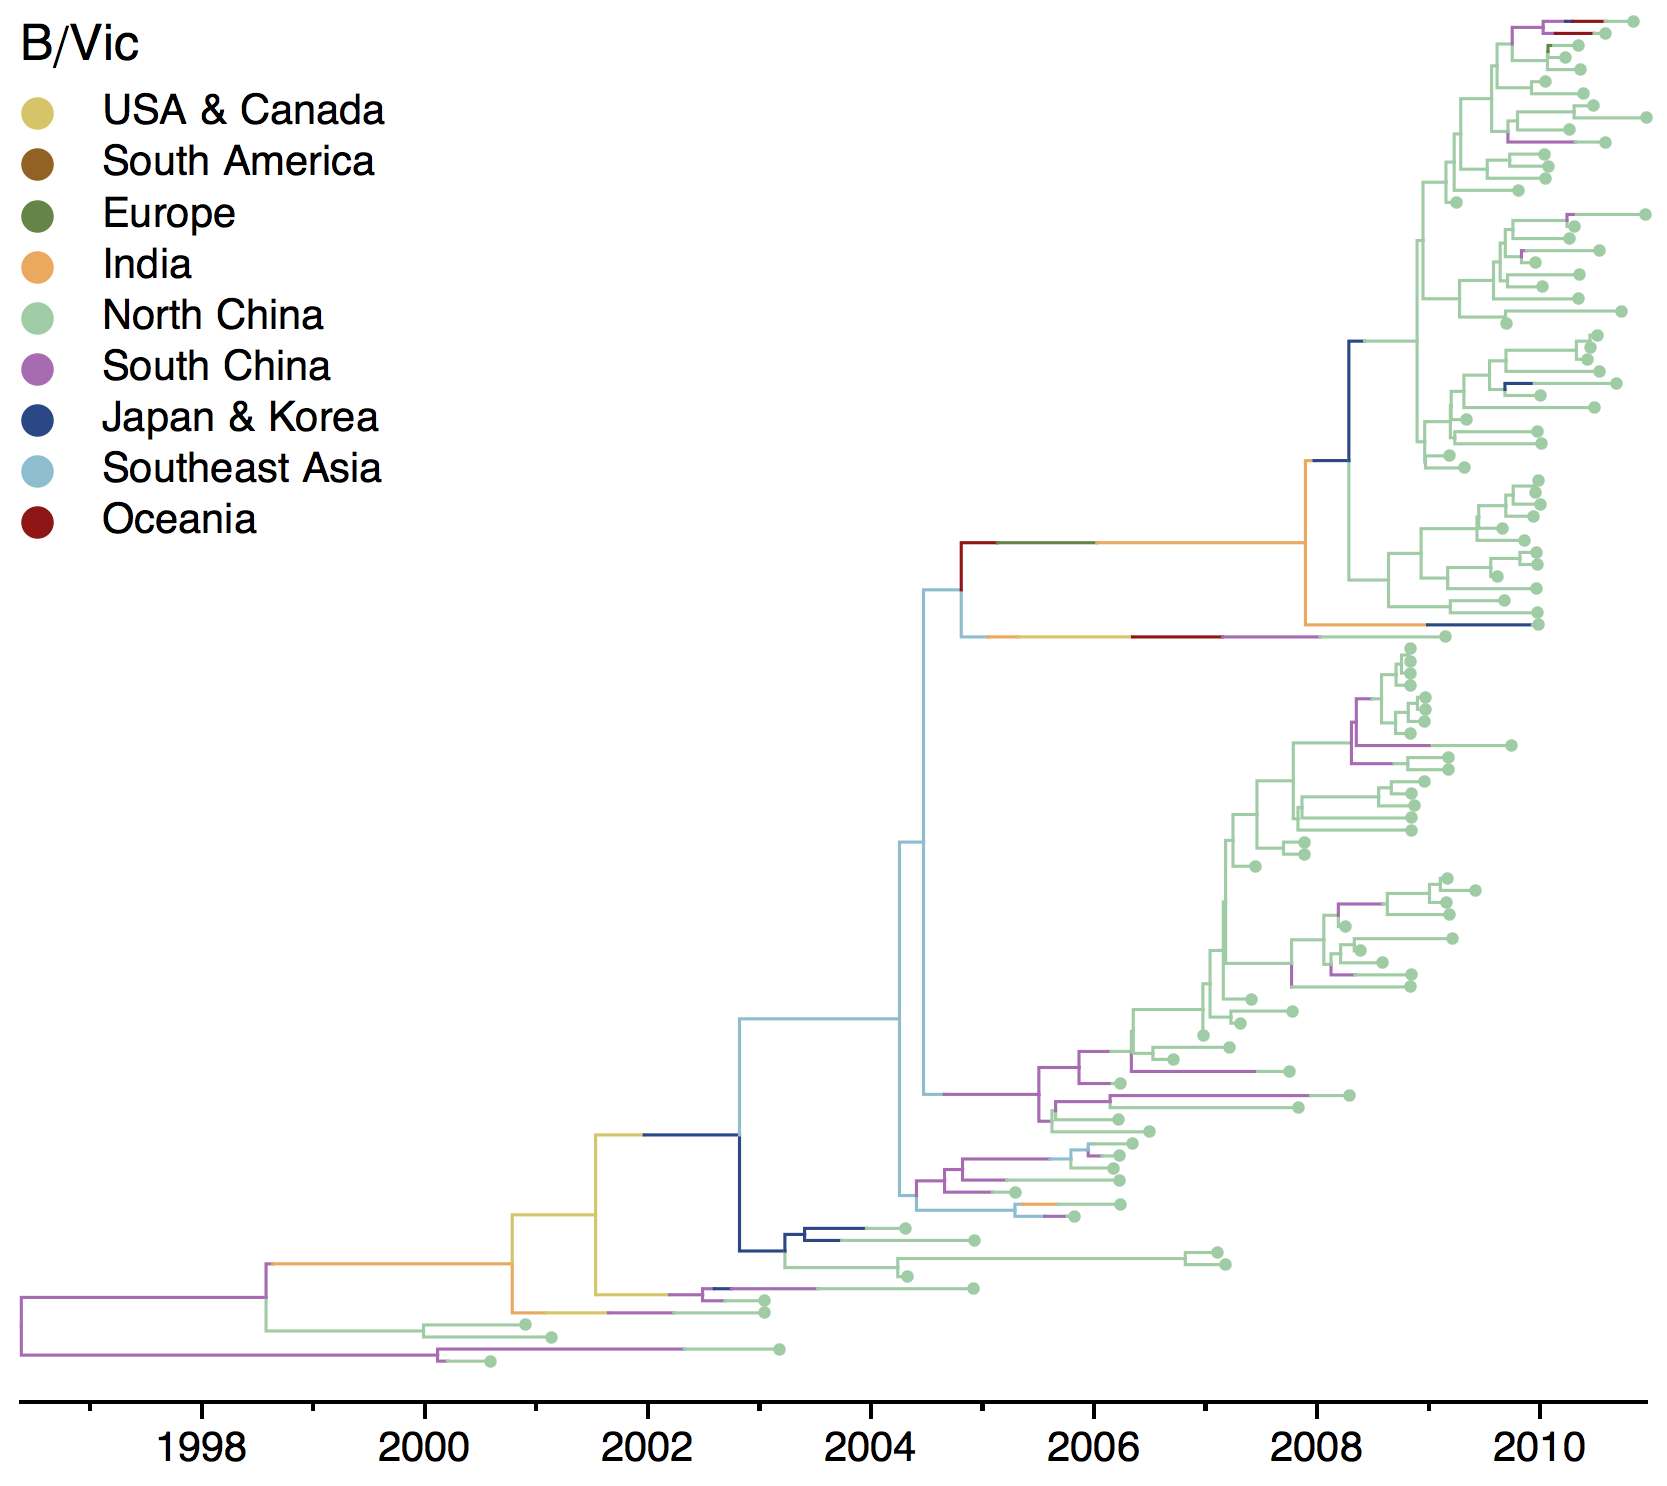 B/Vic
USA & Canada
South America
Europe
India
North China
South China
Japan & Korea
Southeast Asia
Oceania
1998 2000 2002 2004 2006 2008 2010